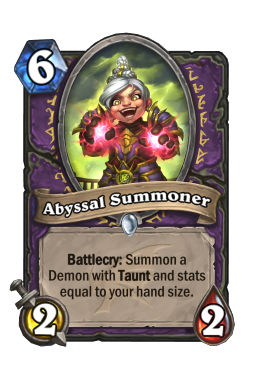 6
Abyssal Summoner
Battlecry: Summon a
Demon with Taunt and stats
equal to your hand size.
2 2